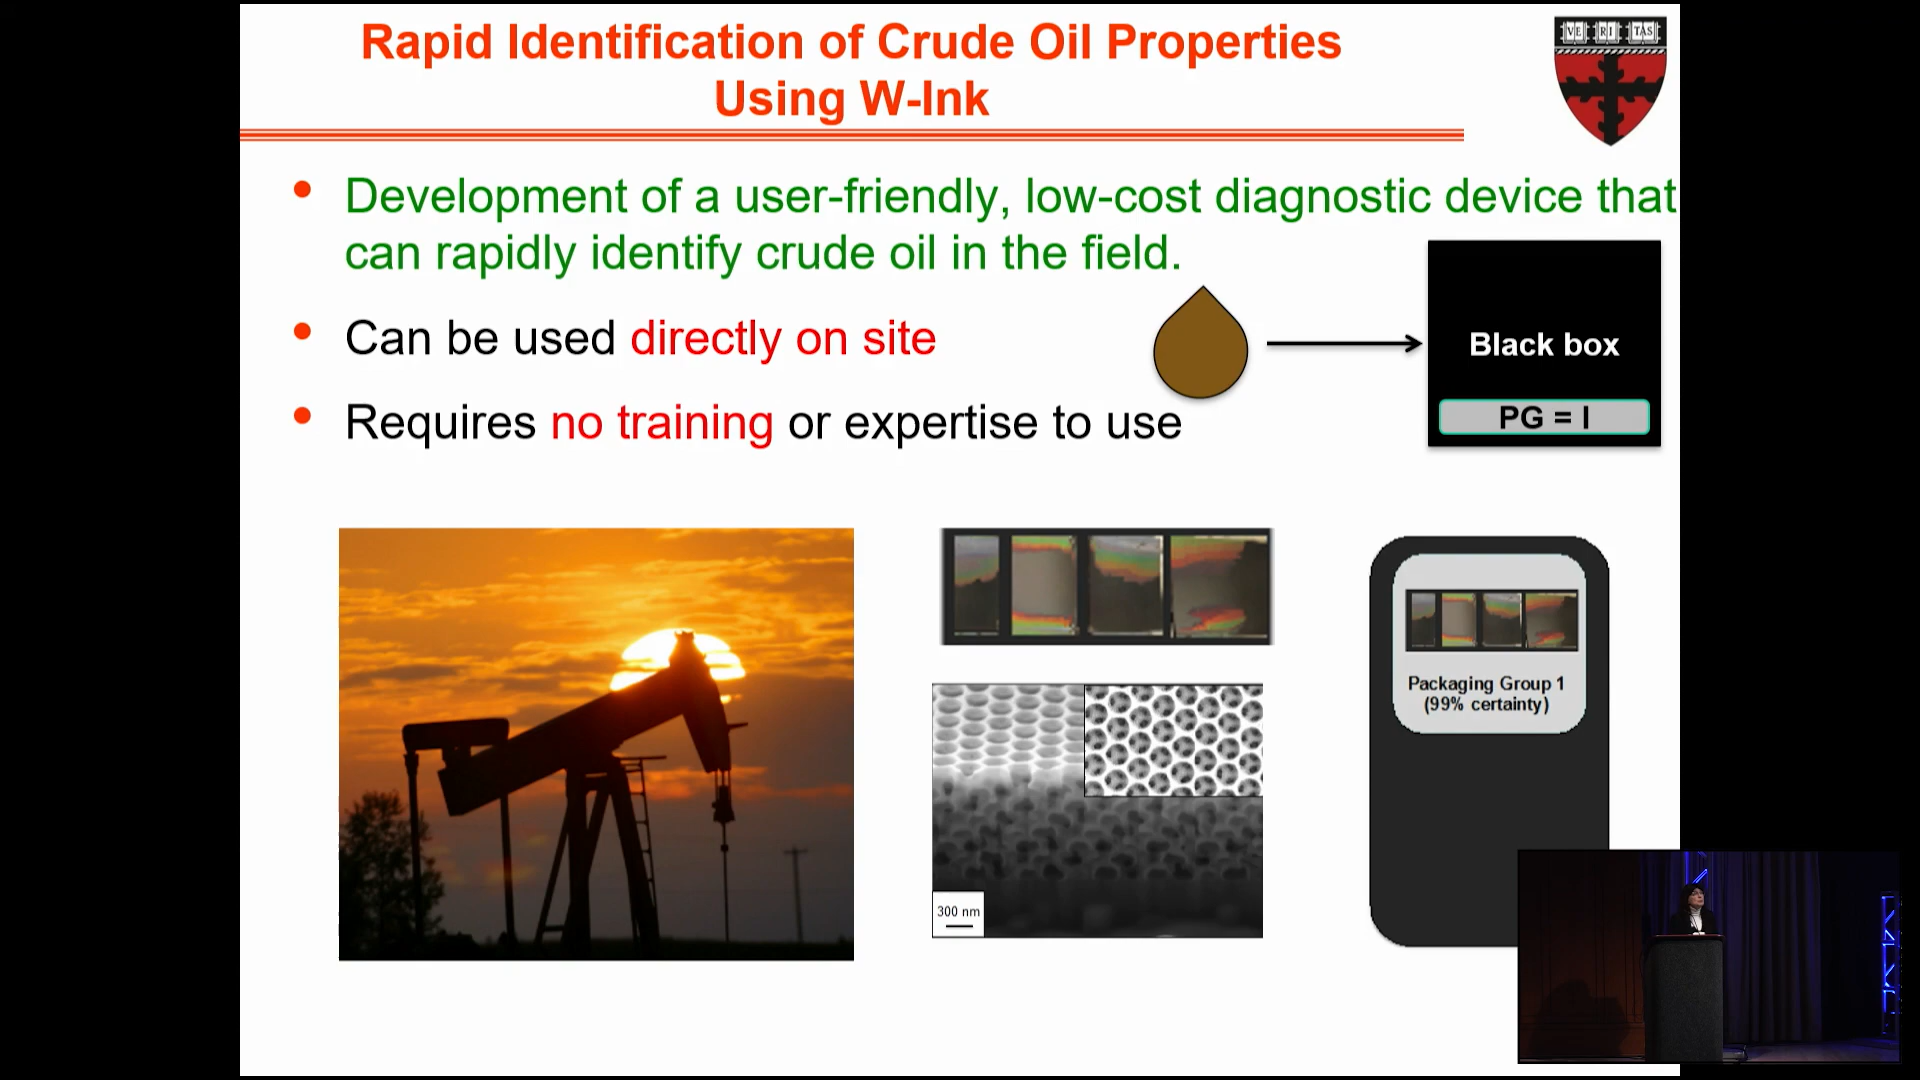 Rapid Identification of Crude Oil Properties
Using W-Ink
VE RI TAS
Development of a user-friendly, low-cost diagnostic device that
can rapidly identify crude oil in the field.
Can be used directly on site
Requires no training or expertise to use
Black box
PG = I
Packaging Group 1
(99% certainty)
300 nm